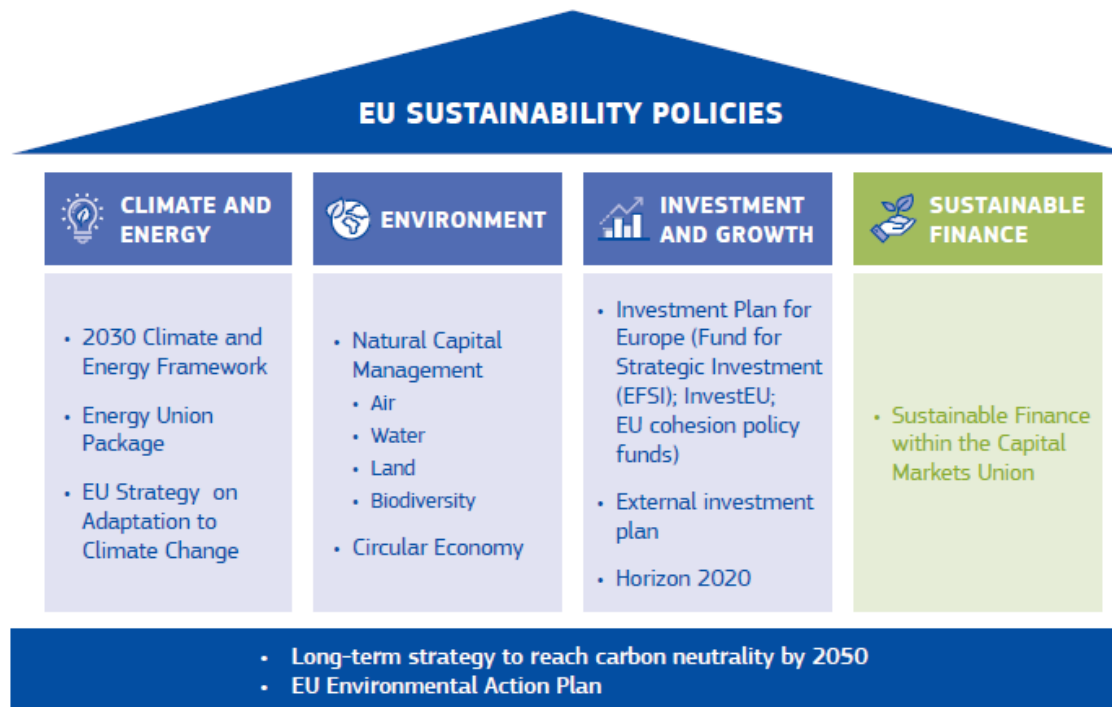 EU SUSTAINABILITY POLICIES
CLIMATE AND
ENERGY
• 2030 Climate and
Energy Framework
• Energy Union
Package
• EU Strategy on
Adaptation to
Climate Change
ENVIRONMENT
• Natural Capital
Management
• Air
• Water
• Land
• Biodiversity
• Circular Economy
INVESTMENT
AND GROWTH
• Investment Plan for
Europe (Fund for
Strategic Investment
(EFSI); InvestEU;
EU cohesion policy
funds)
• External investment
plan
• Horizon 2020
SUSTAINABLE
FINANCE
• Sustainable Finance
within the Capital
Markets Union
• Long-term strategy to reach carbon neutrality by 2050
• EU Environmental Action Plan